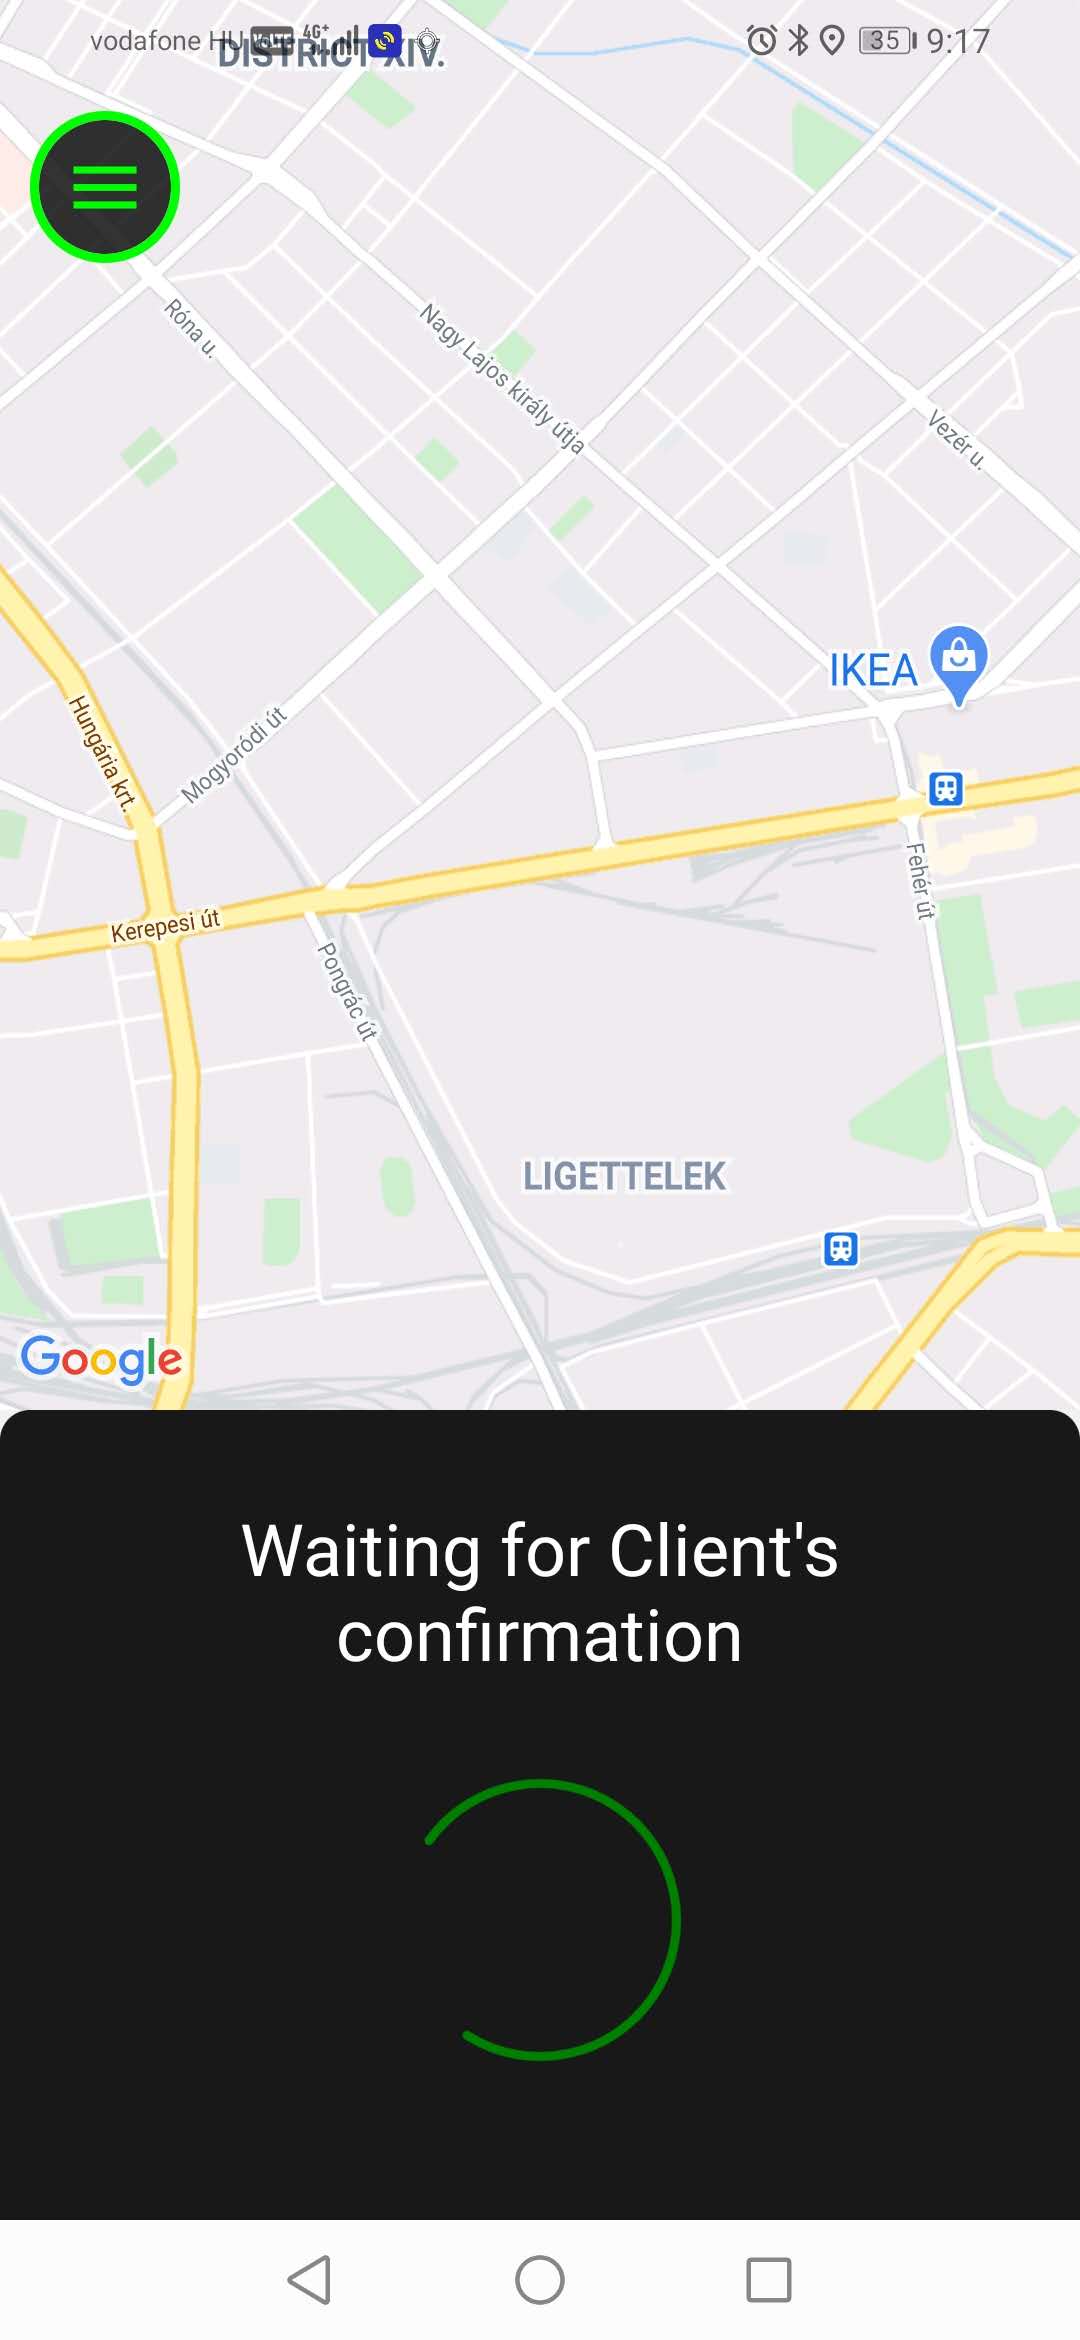 vodafone HU VoLTE 4G+ 35 9:17
DISTRICT XIV.
Róna u.
Nagy Lajos király útja
Vezér u.
IKEA
Hungária krt.
Mogyoródi út
Fehér út
Kerepesi út
Pongrác út
LIGETTELEK
Google
Waiting for Client's
confirmation